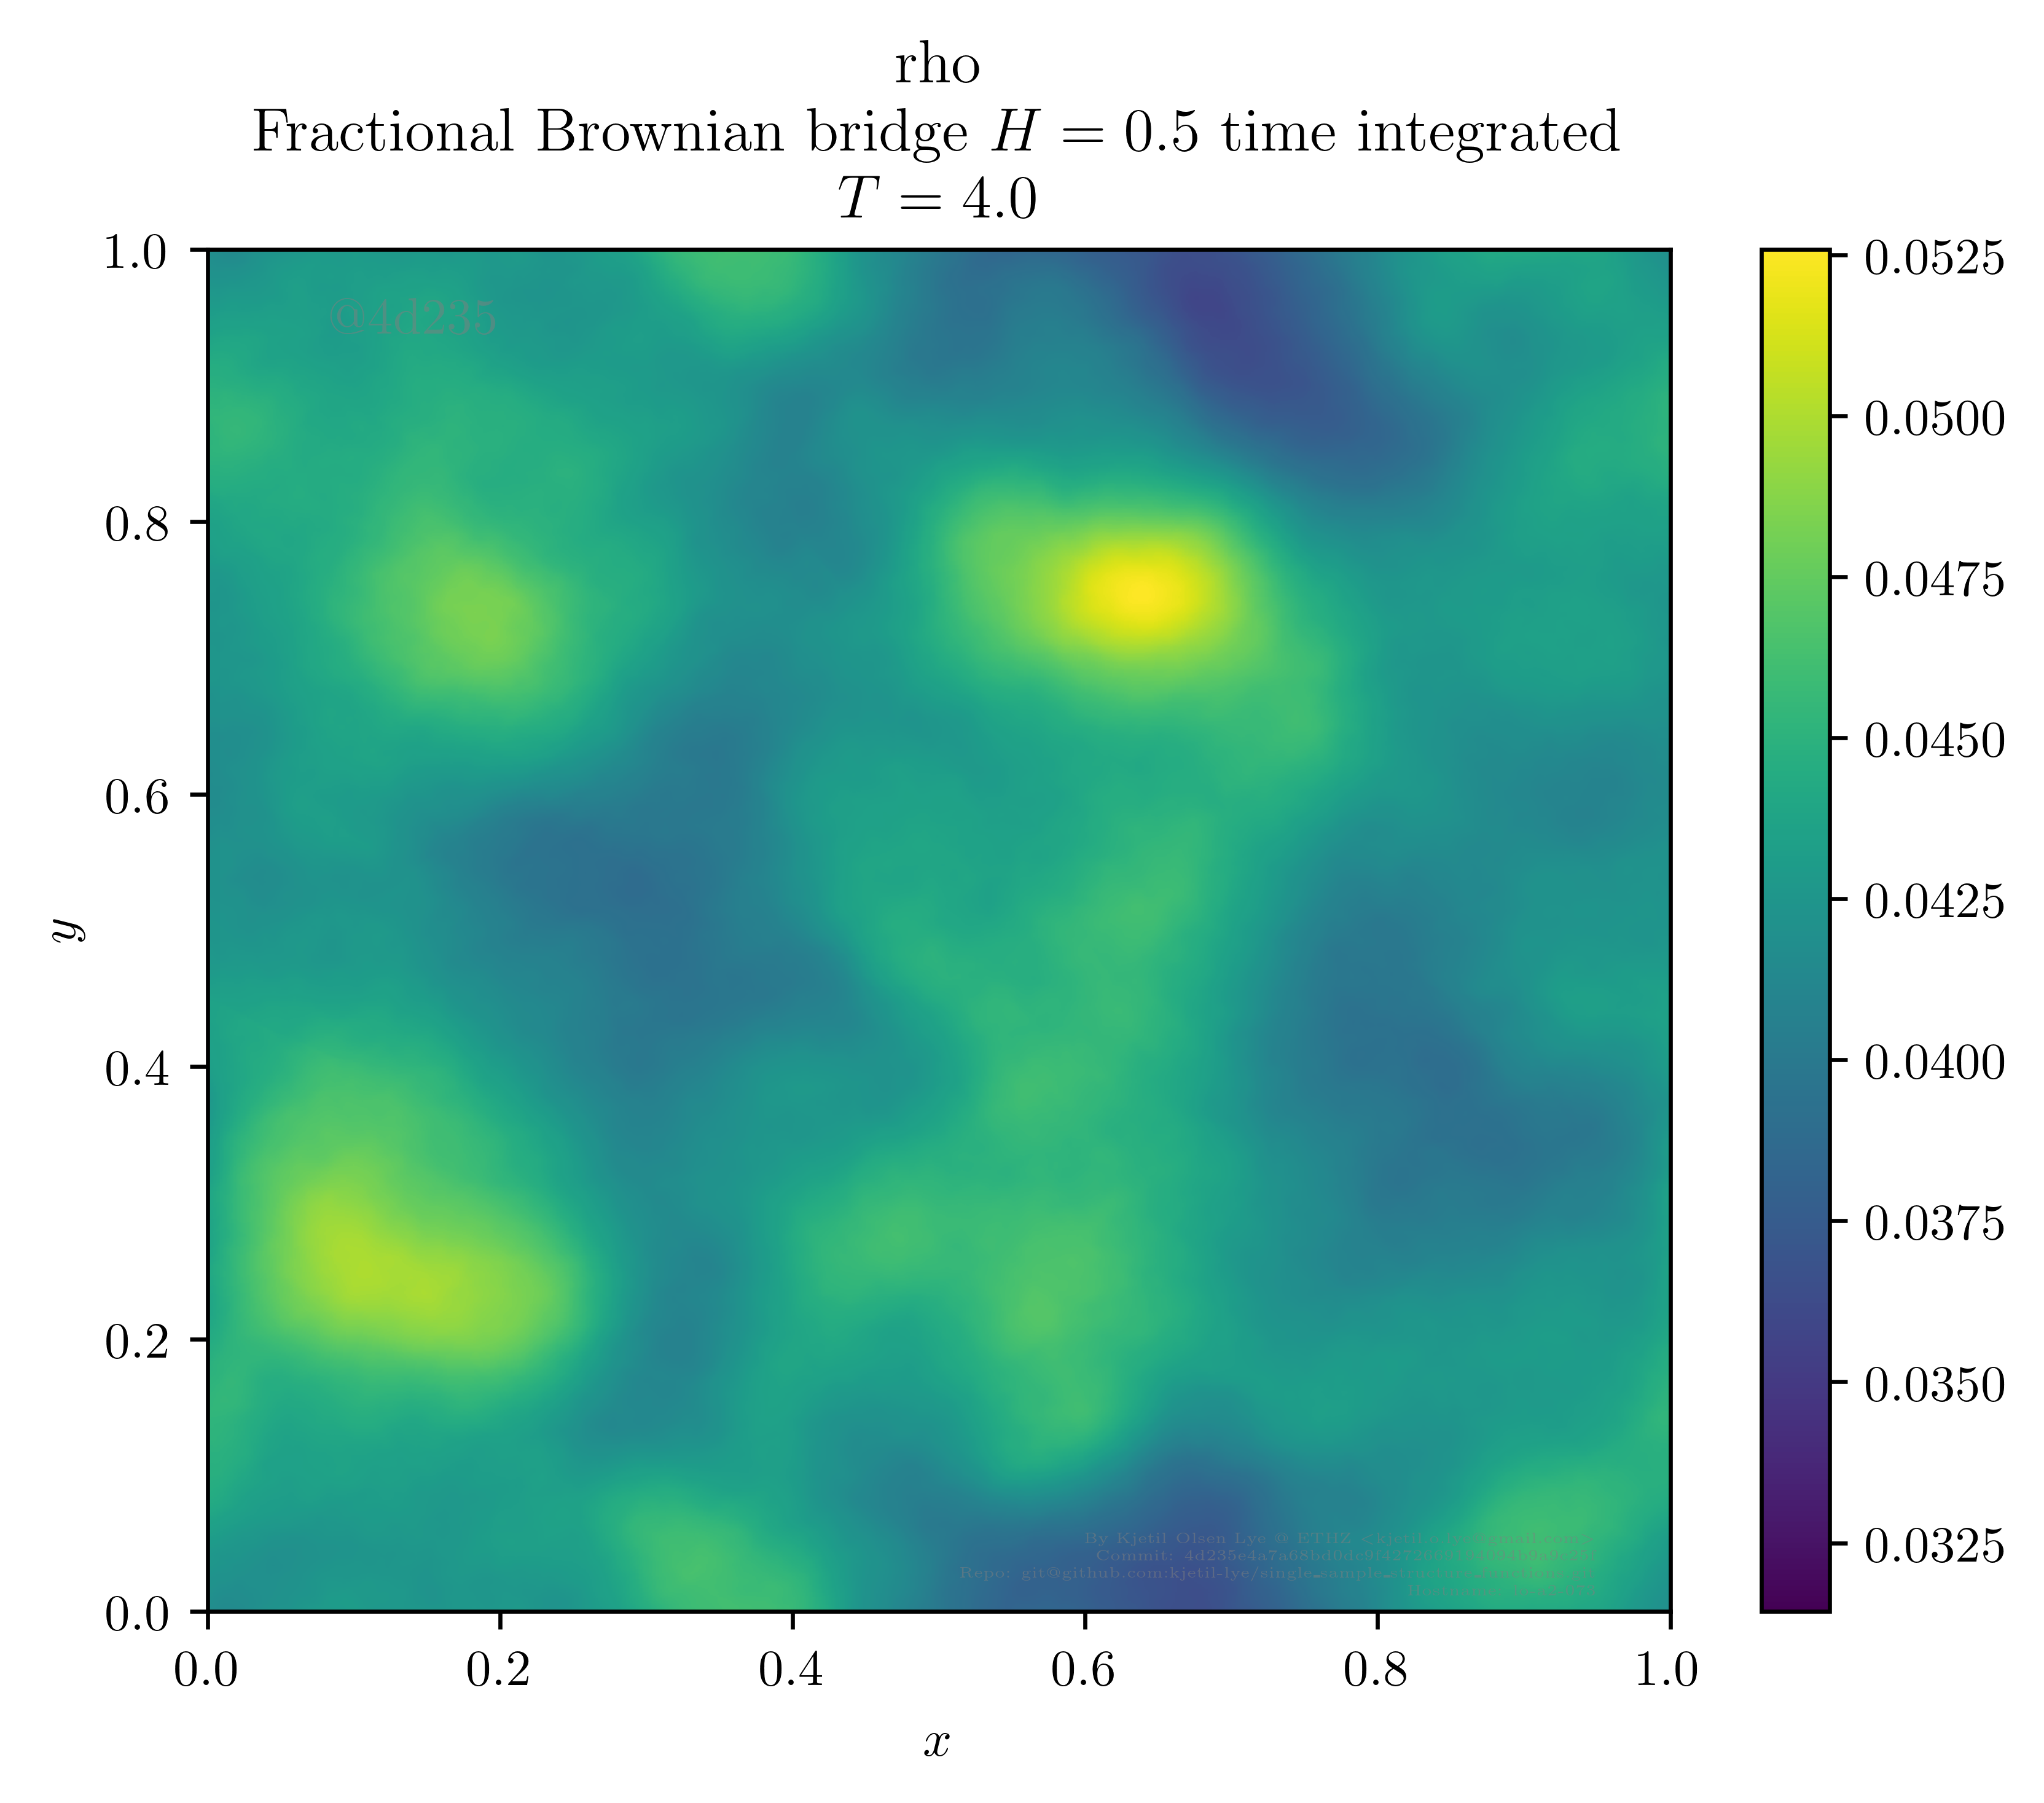 rho
Fractional Brownian bridge H = 0.5 time integrated
T = 4.0
@4d235
1.0
0.8
0.6
0.4
0.2
0.0
y
0.0 0.2 0.4 0.6 0.8 1.0
x
0.0525
0.0500
0.0475
0.0450
0.0425
0.0400
0.0375
0.0350
0.0325
By Kjetil Olsen Lye @ ETHZ
Commit:
Repo: